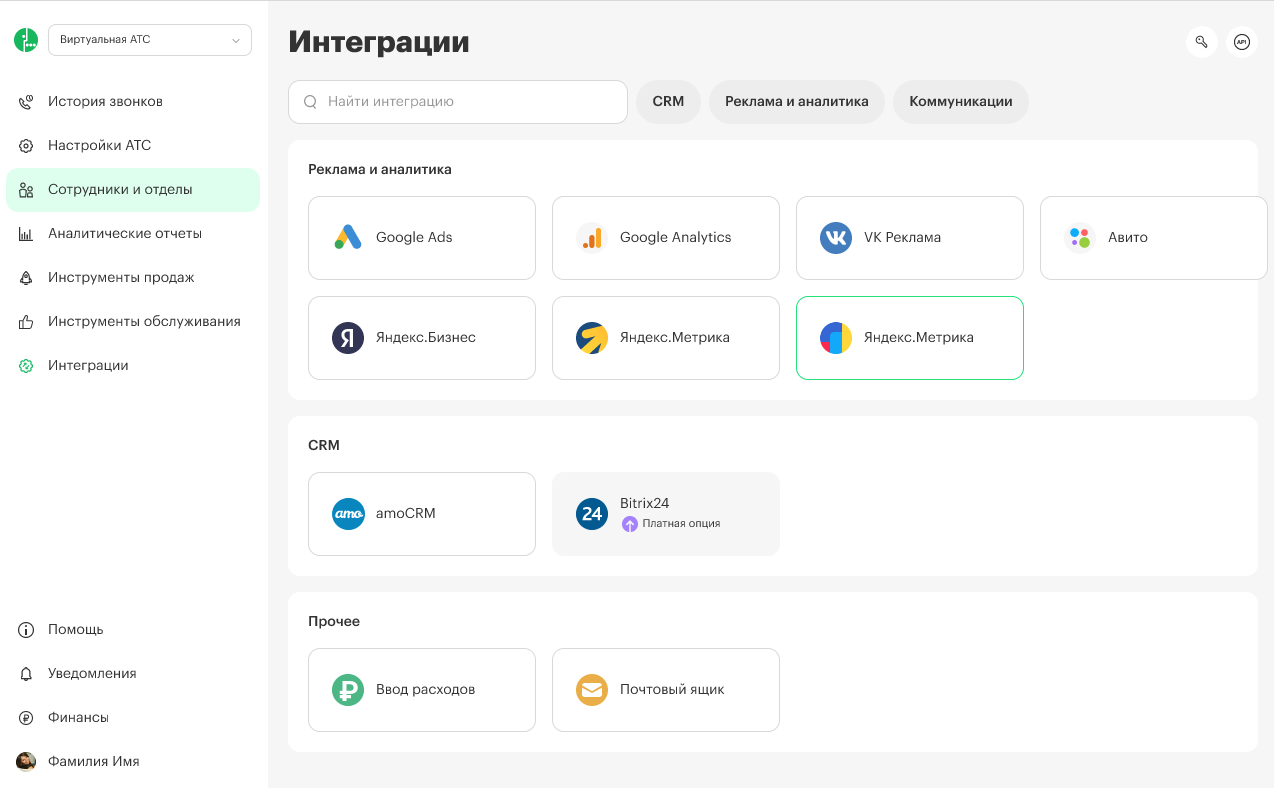 Виртуальная АТС
История звонков
Настройки АТС
Сотрудники и отделы
Аналитические отчеты
Инструменты продаж
Инструменты обслуживания
Интеграции
Помощь
Уведомления
Финансы
Фамилия Имя
Интеграции
API
Найти интеграцию
CRM
Реклама и аналитика
Коммуникации
Реклама и аналитика
Google Ads
Google Analytics
VK Реклама
Авито
Я Яндекс.Бизнес
Яндекс.Метрика
Яндекс.Метрика
CRM
amo amoCRM
24 Bitrix24
Платная опция
Прочее
Ввод расходов
Почтовый ящик